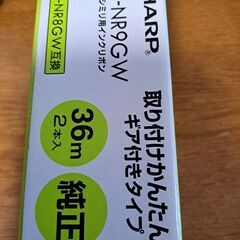 HARP
-NR9GW
シミリ用インクリボン
-NR8GW互換
取り付けかんたん
ギア付きタイプ
36m
2本入
純正